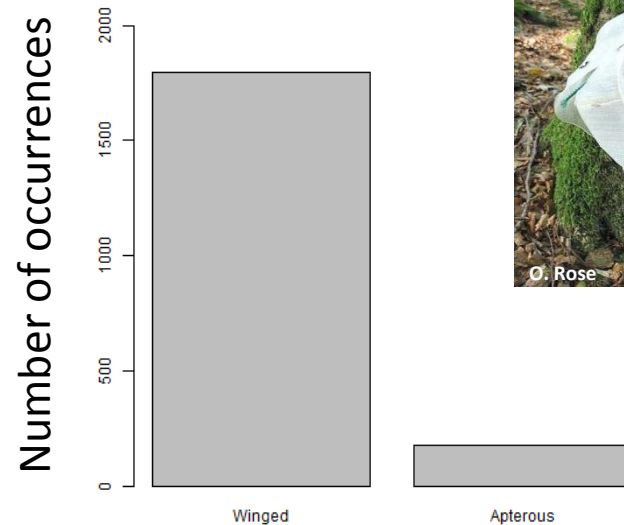 Number of occurrences
2000
1500
1000
500
0
Winged
Apterous
O. Rose